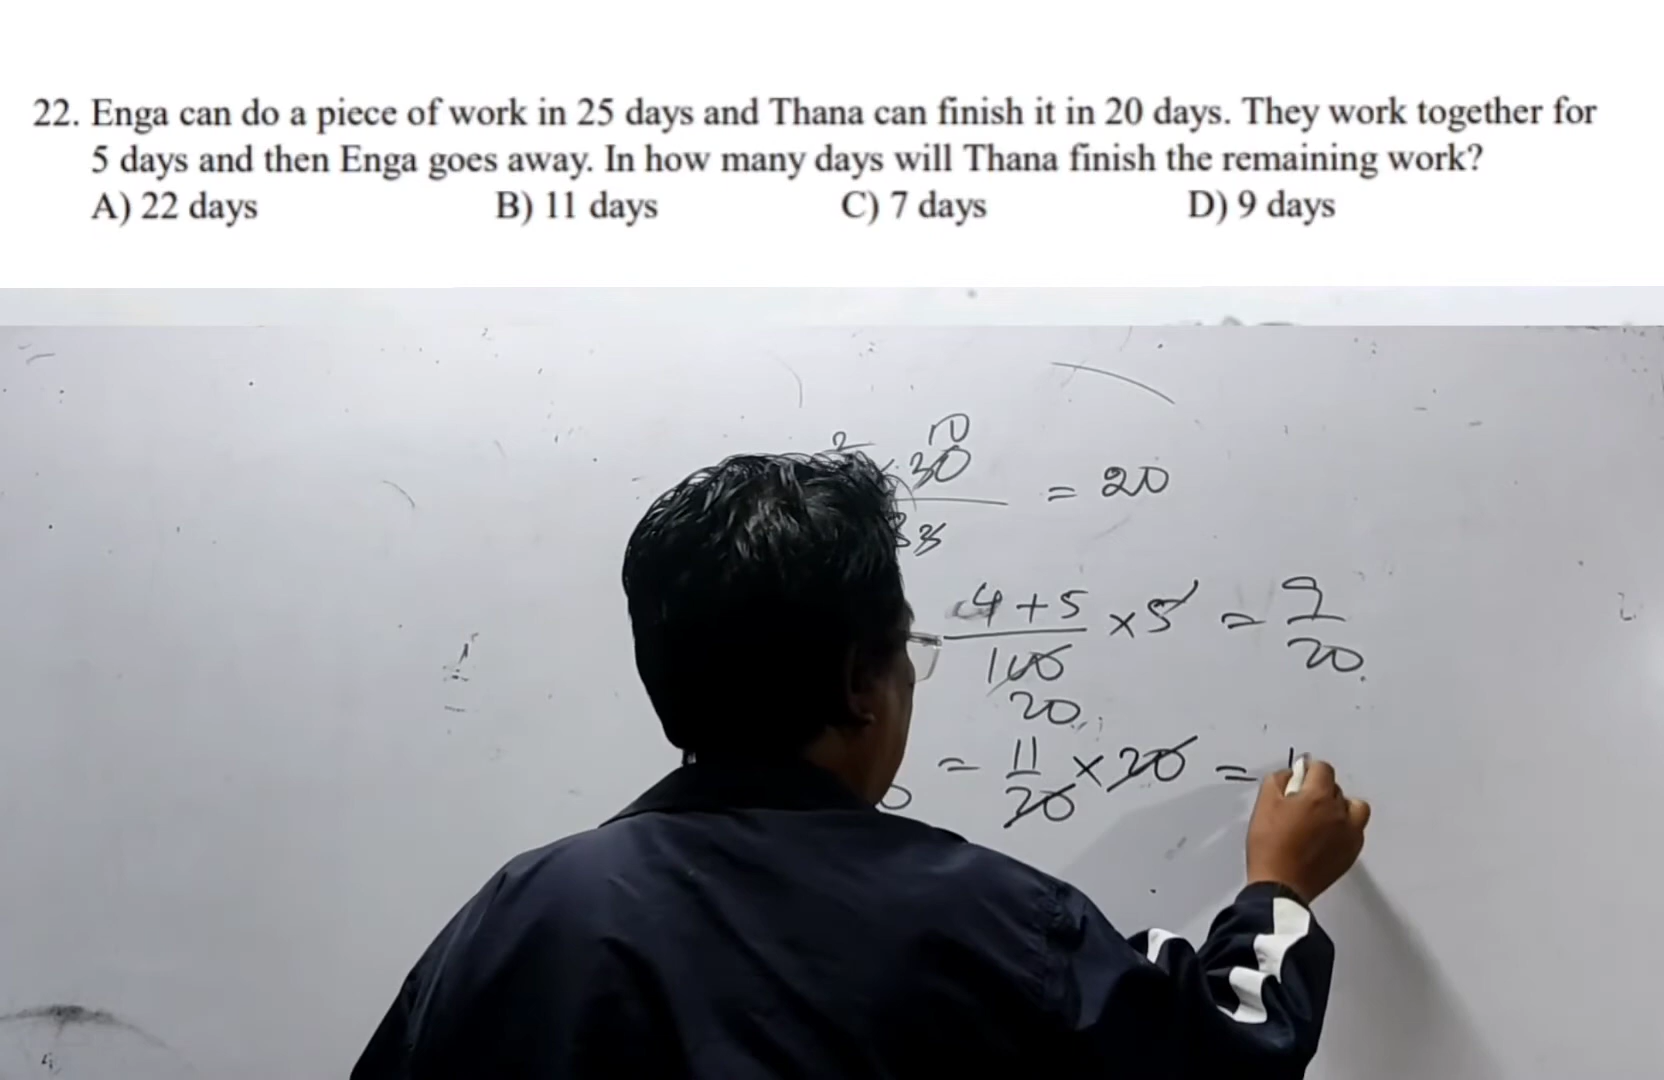 22. Enga can do a piece of work in 25 days and Thana can finish it in 20 days. They work together for
5 days and then Enga goes away. In how many days will Thana finish the remaining work?
A) 22 days B) 11 days C) 7 days D) 9 days
2 10
30 = 20
4+5 × 5 = 9
100 20
20
= 11 × 20 =
20